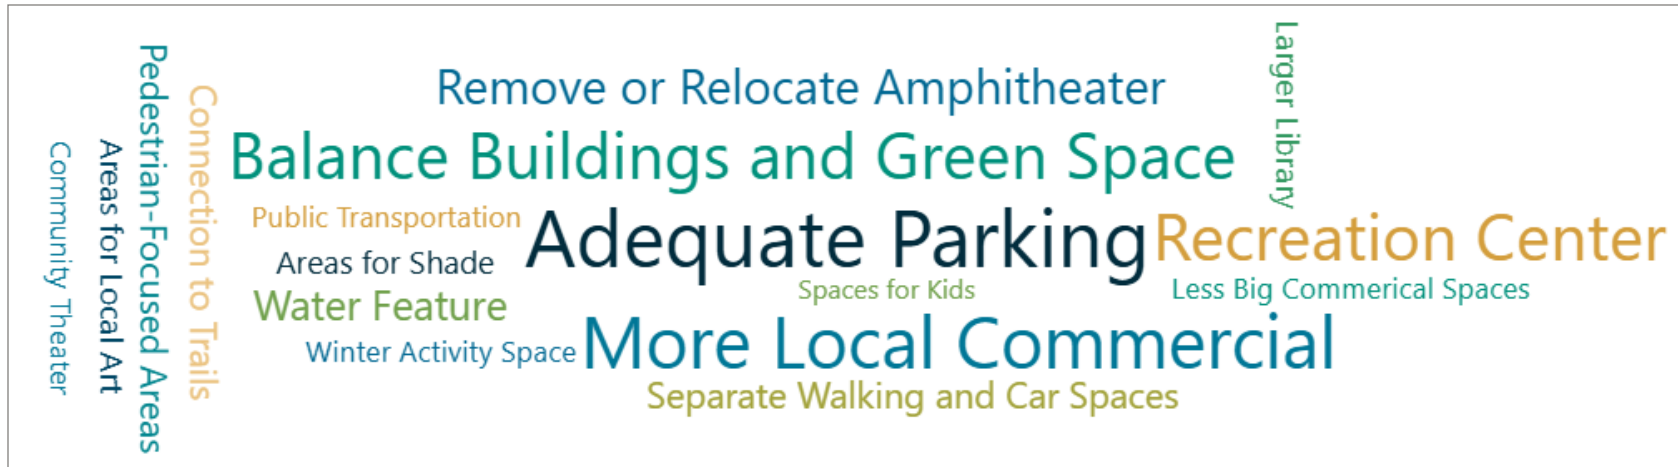 Community Theater
Areas for Local Art
Pedestrian-Focused Areas
Connection to Trails
Remove or Relocate Amphitheater
Larger Library
Balance Buildings and Green Space
Public Transportation
Adequate Parking
Recreation Center
Areas for Shade
Spaces for Kids
Less Big Commerical Spaces
Water Feature
Winter Activity Space
More Local Commercial
Separate Walking and Car Spaces